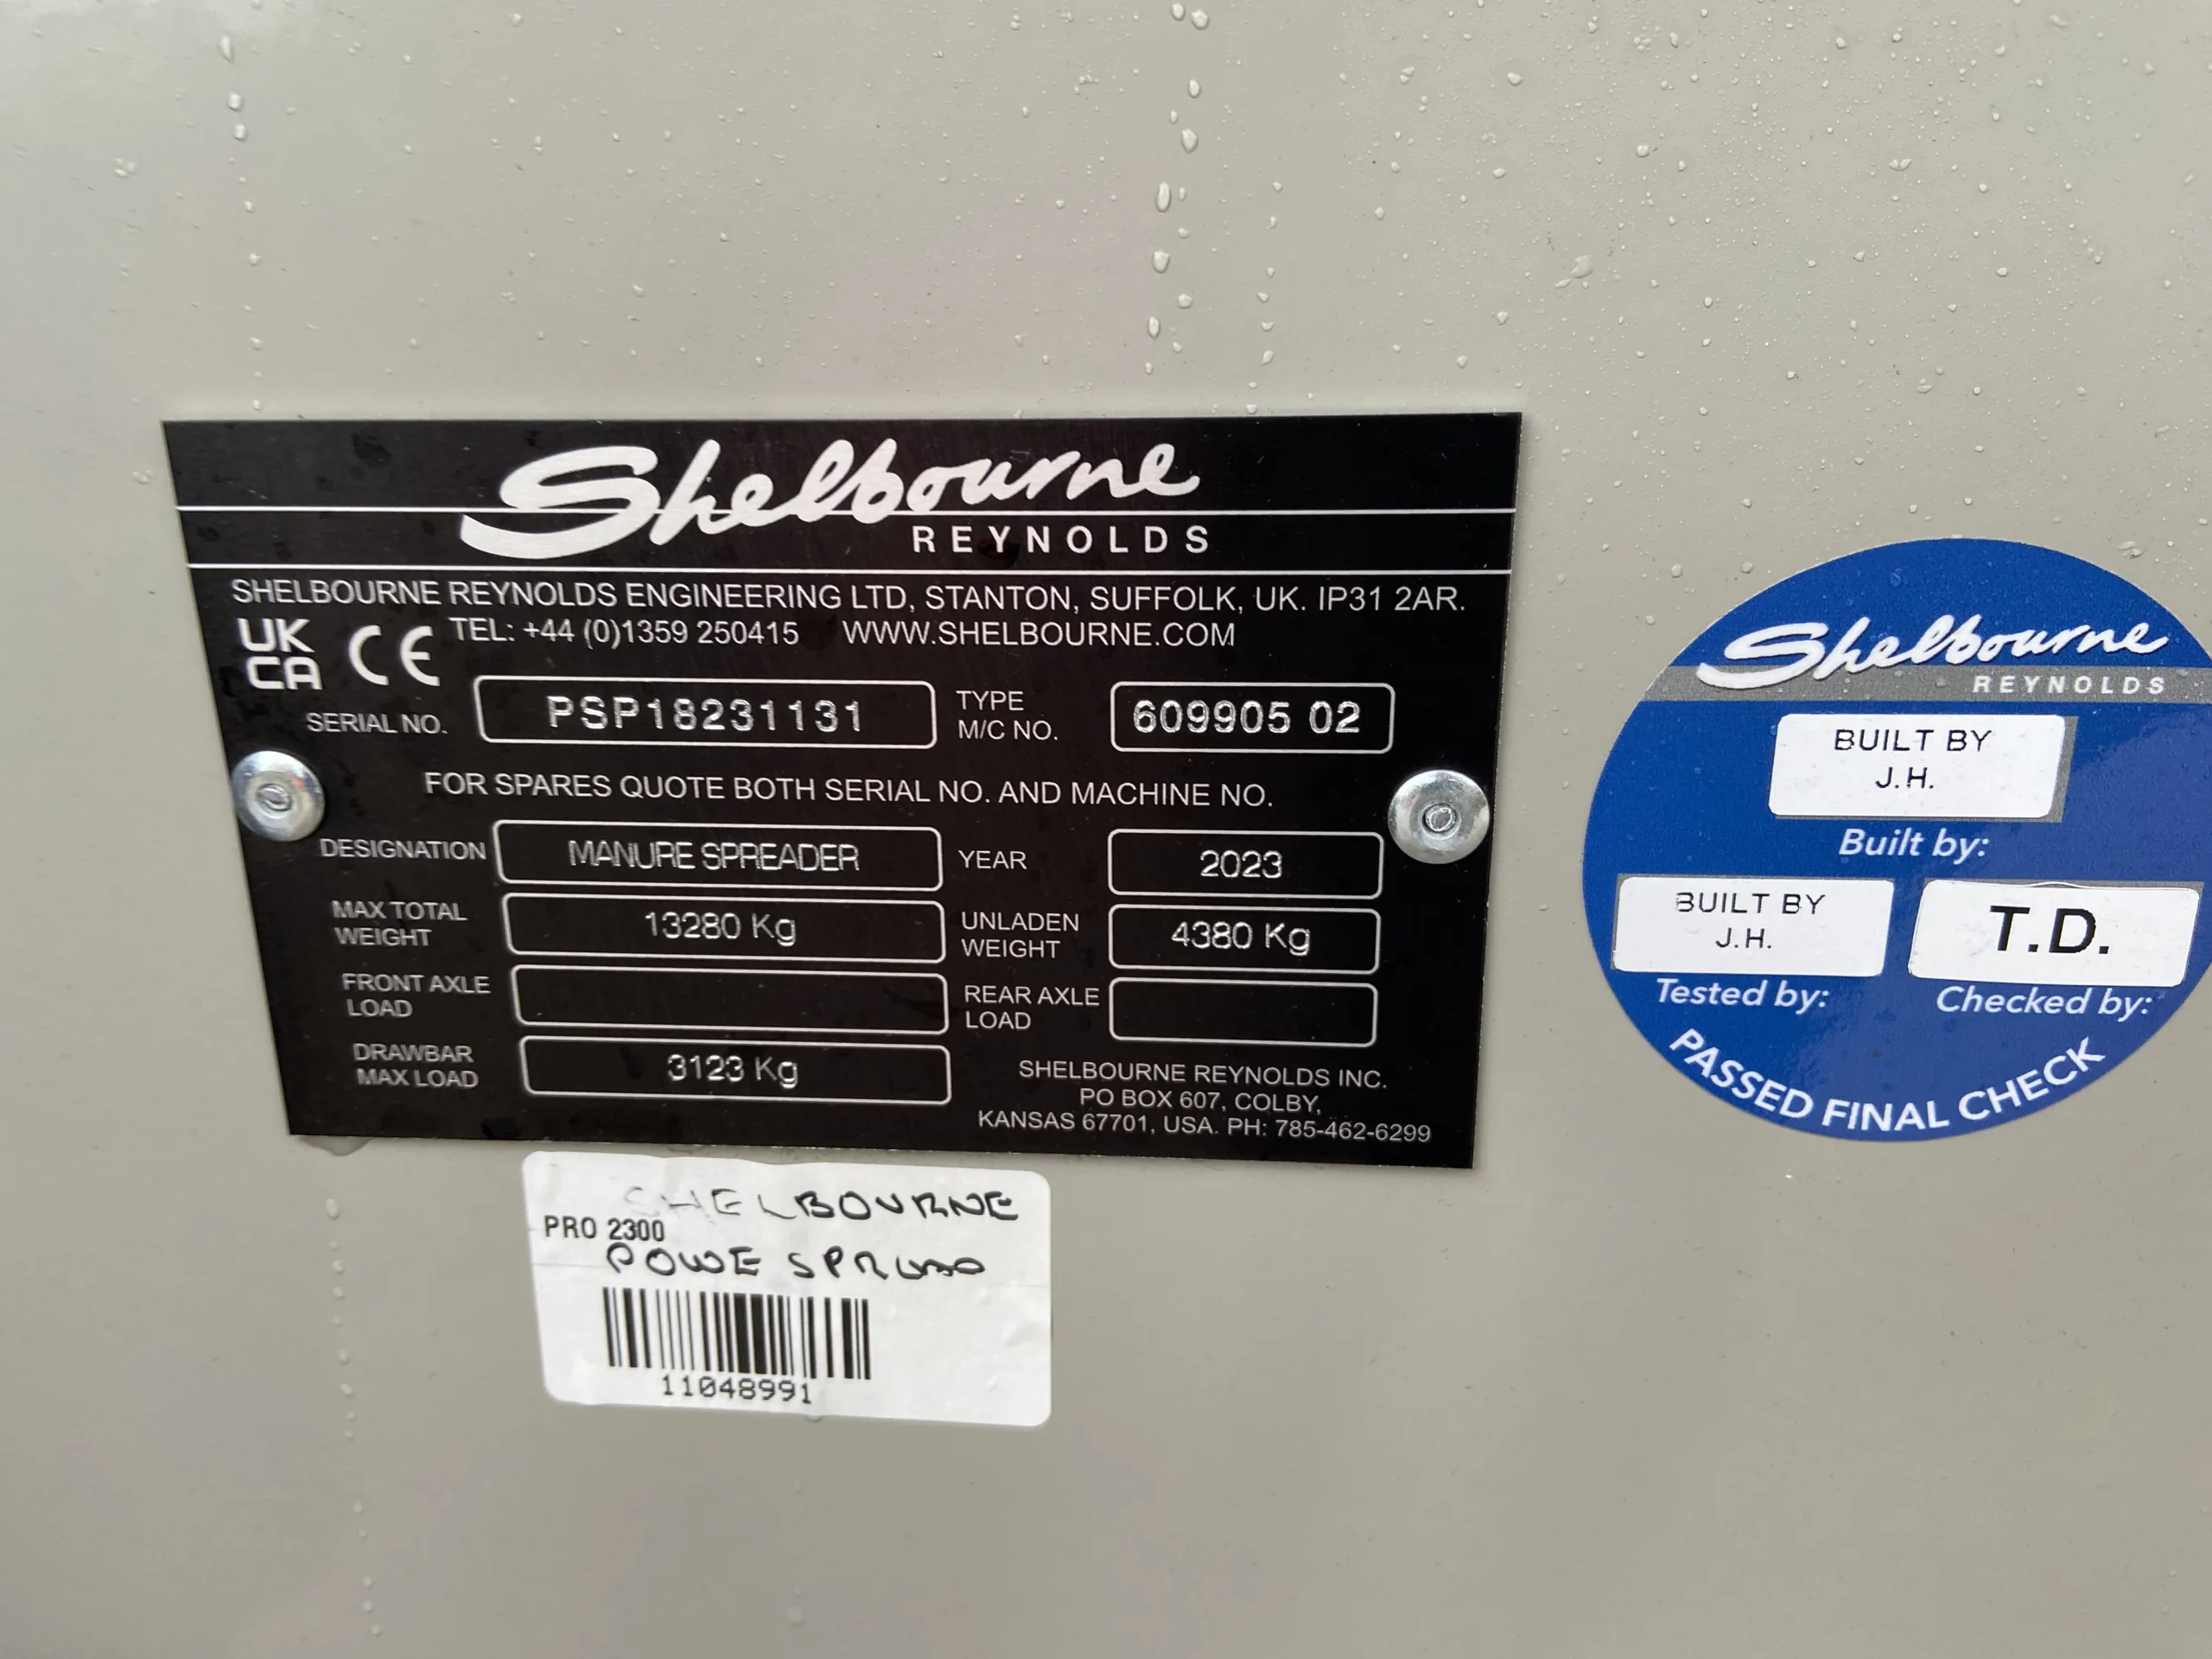 Shelbourne
REYNOLDS
SHELBOURNE REYNOLDS ENGINEERING LTD, STANTON, SUFFOLK, UK. IP31 2AR.
UK CA CE TEL: +44 (0)1359 250415 WWW.SHELBOURNE.COM
SERIAL NO. PSP18231131 TYPE M/C NO. 609905 02
FOR SPARES QUOTE BOTH SERIAL NO. AND MACHINE NO.
DESIGNATION MANURE SPREADER YEAR 2023
MAX TOTAL WEIGHT 13280 Kg UNLADEN WEIGHT 4380 Kg
FRONT AXLE LOAD REAR AXLE LOAD
DRAWBAR MAX LOAD 3123 Kg
SHELBOURNE REYNOLDS INC.
PO BOX 607, COLBY,
KANSAS 67701, USA. PH: 785-462-6299
SHELBOURNE
PRO 2300
POWE
11048991
Shelbourne
REYNOLDS
BUILT BY
J.H.
Built by:
BUILT BY
J.H.
T.D.
Tested by: Checked by:
PASSED FINAL CHECK